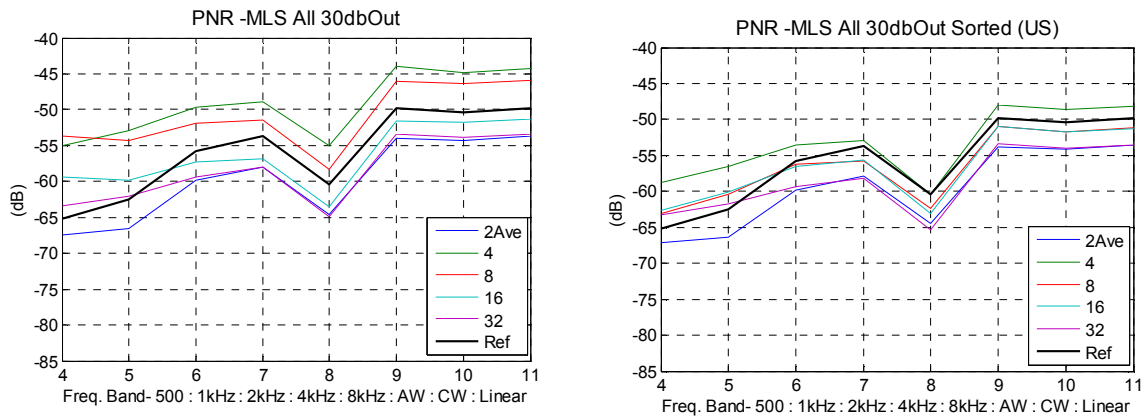 PNR -MLS All 30dbOut
-40
-45
-50
-55
-60
-65
-70
-75
-80
-85
(dB)
2Ave
4
8
16
32
Ref
4 5 6 7 8 9 10 11
Freq. Band- 500 : 1kHz : 2kHz : 4kHz : 8kHz : AW : CW : Linear
PNR -MLS All 30dbOut Sorted (US)
-40
-45
-50
-55
-60
-65
-70
-75
-80
-85
(dB)
2Ave
4
8
16
32
Ref
4 5 6 7 8 9 10 11
Freq. Band- 500 : 1kHz : 2kHz : 4kHz : 8kHz : AW : CW : Linear